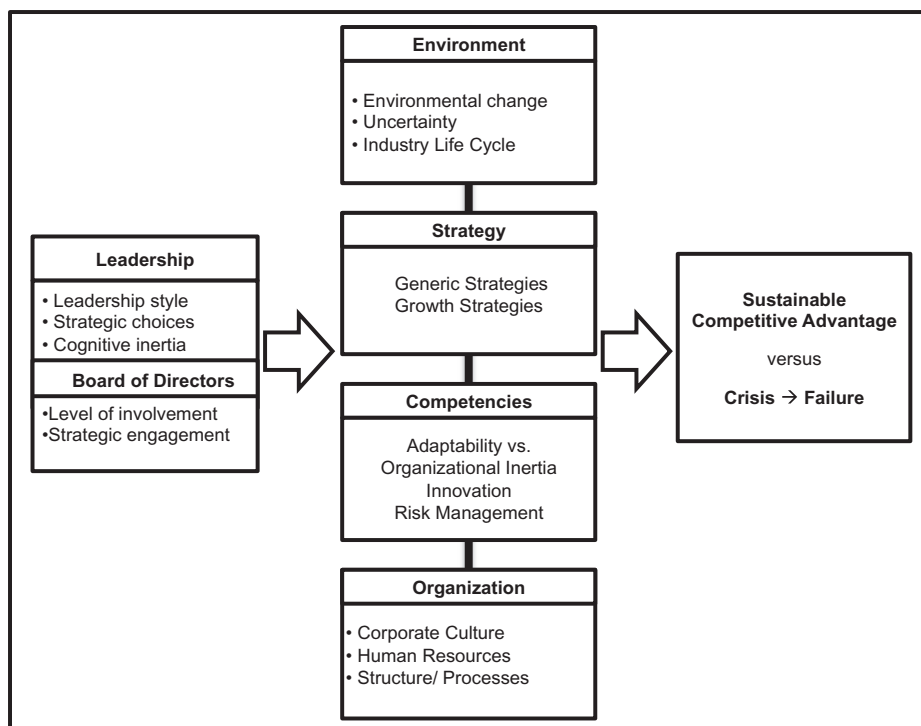 Environment
• Environmental change
• Uncertainty
• Industry Life Cycle
Leadership
• Leadership style
• Strategic choices
• Cognitive inertia
Board of Directors
•Level of involvement
•Strategic engagement
Strategy
Generic Strategies
Growth Strategies
Competencies
Adaptability vs.
Organizational Inertia
Innovation
Risk Management
Organization
• Corporate Culture
• Human Resources
• Structure/ Processes
Sustainable
Competitive Advantage
versus
Crisis → Failure